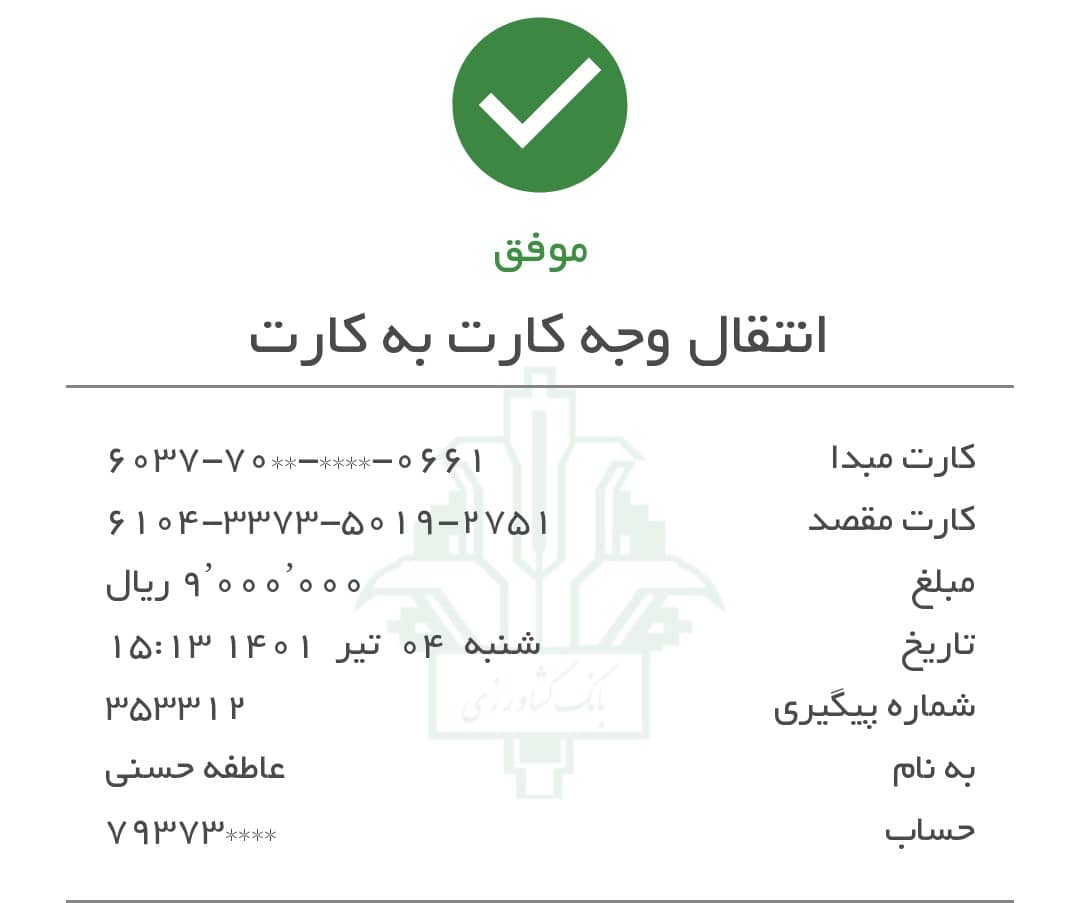 موفق
انتقال وجه کارت به کارت
کارت مبدا ۶۰۳۷-۷۰**-****-۰۶۶۱
کارت مقصد ۶۱۰۴-۳۳۷۳-۵۰۱۹-۲۷۵۱
مبلغ ۹٬۰۰۰٬۰۰۰ ریال
تاریخ شنبه ۰۴ تیر ۱۴۰۱ ۱۵:۱۳
شماره پیگیری ۳۵۳۳۱۲
به نام عاطفه حسنی
حساب ۷۹۳۷۳****
بانک کشاورزی